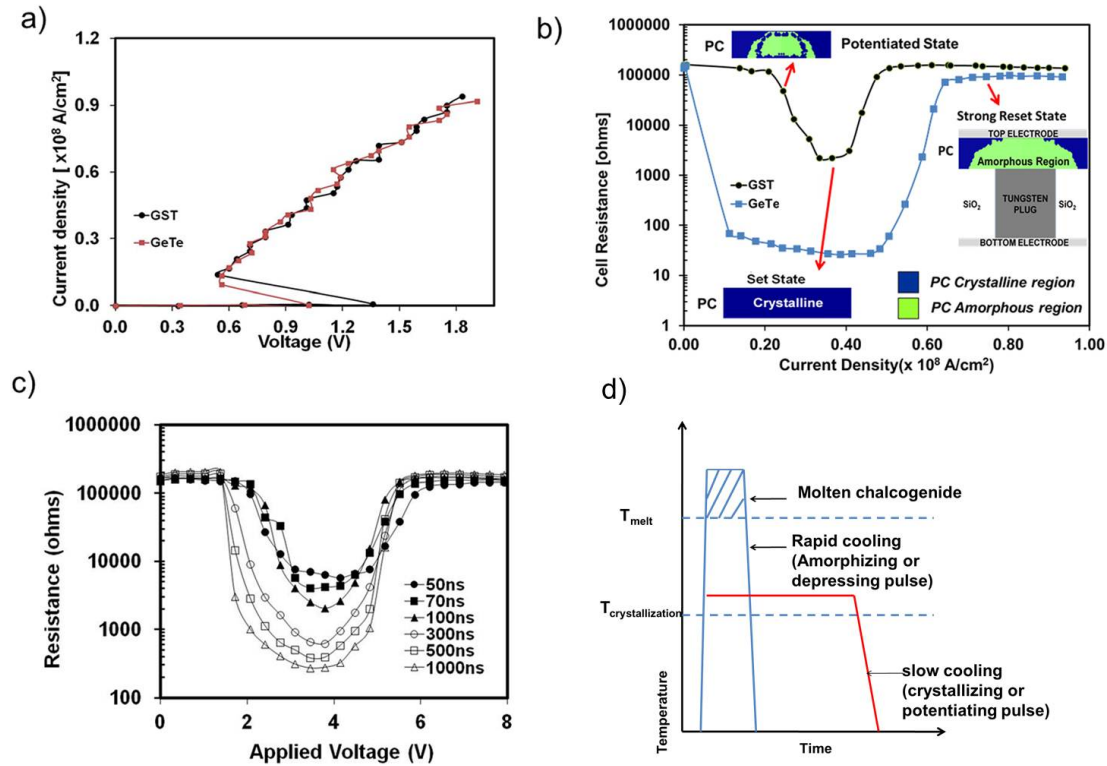 a)
1.2
0.9
0.6
0.3
0.0
Current density [ x10⁸ A/cm²]
GST
GeTe
0.0 0.3 0.6 0.9 1.2 1.5 1.8
Voltage (V)
b)
1000000
100000
10000
1000
100
10
1
Cell Resistance [ohms]
PC
Potentiated State
Strong Reset State
TOP ELECTRODE
PC
Amorphous Region
SiO₂
TUNGSTEN
PLUG
SiO₂
BOTTOM ELECTRODE
GST
GeTe
Set State
PC
Crystalline
PC Crystalline region
PC Amorphous region
0.00 0.20 0.40 0.60 0.80 1.00
Current Density(x 10⁸ A/cm²)
c)
1000000
100000
10000
1000
100
Resistance (ohms)
50ns
70ns
100ns
300ns
500ns
1000ns
0 2 4 6 8
Applied Voltage (V)
d)
Molten chalcogenide
Tmelt
Rapid cooling
(Amorphizing or
depressing pulse)
Tcrystallization
slow cooling
(crystallizing or
potentiating pulse)
Temperature
Time